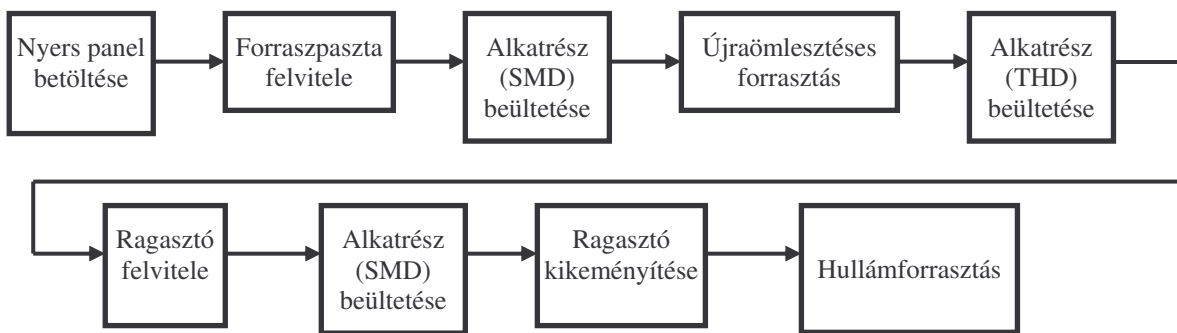 Nyers panel
betöltése
Forraszpaszta
felvitele
Alkatrész
(SMD)
beültetése
Újraömlesztéses
forrasztás
Alkatrész
(THD)
beültetése
Ragasztó
felvitele
Alkatrész
(SMD)
beültetése
Ragasztó
kikeményítése
Hullámforrasztás